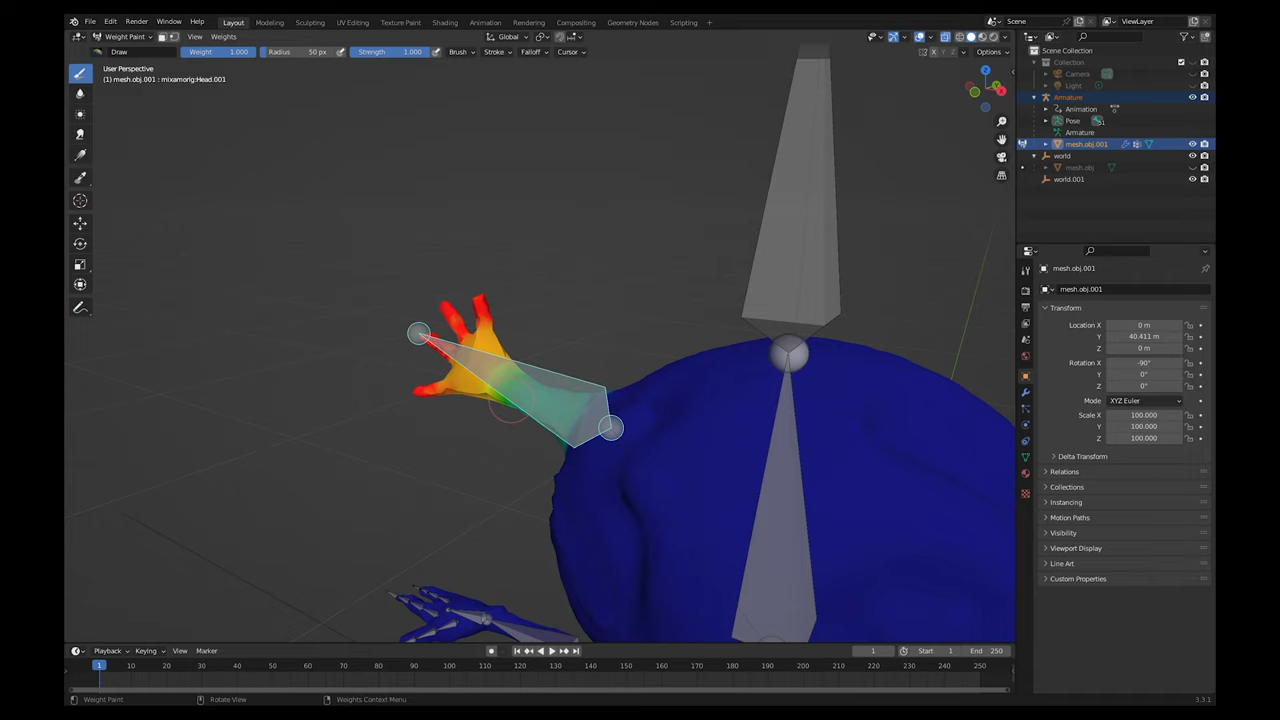 File Edit Render Window Help Layout Modeling Sculpting UV Editing Texture Paint Shading Animation Rendering Compositing Geometry Nodes Scripting + Scene ViewLayer
Weight Paint View Weights Global
Draw Weight 1.000 Radius 50 px Strength 1.000 Brush Stroke Falloff Cursor X Y Z Options
User Perspective
(1) mesh.obj.001 : mixamorig:Head.001
Z
Y
X
Scene Collection
Collection
Camera
Light
Armature
Animation
Pose
Armature
mesh.obj.001
world
mesh.obj
world.001
mesh.obj.001
mesh.obj.001
Transform
Location X 0 m
Y 40.411 m
Z 0 m
Rotation X -90°
Y 0°
Z 0°
Mode XYZ Euler
Scale X 100.000
Y 100.000
Z 100.000
Delta Transform
Relations
Collections
Instancing
Motion Paths
Visibility
Viewport Display
Line Art
Custom Properties
Playback Keying View Marker 1 Start 1 End 250
1 10 20 30 40 50 60 70 80 90 100 110 120 130 140 150 160 170 180 190 200 210 220 230 240 250
Weight Paint Rotate View Weights Context Menu 3.3.1